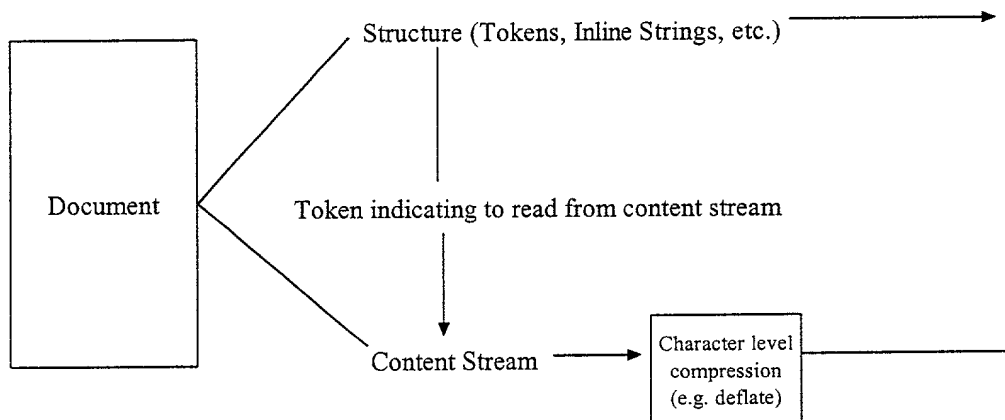 Structure (Tokens, Inline Strings, etc.)
Document
Token indicating to read from content stream
Content Stream
Character level
compression
(e.g. deflate)